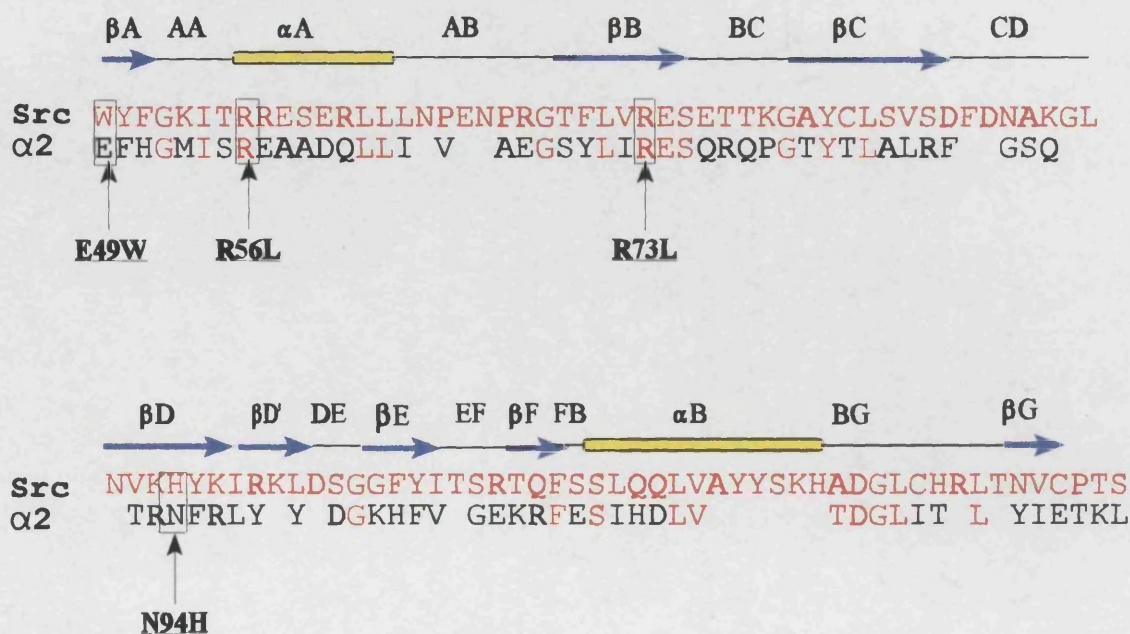 βA AA αA AB βB BC βC CD
Src WYFGKITRRESERLLLNPENPRGTFLVRESETTKGAYCLSVSDFDNAKGL
α2 EFHGMISREAADQLLI V AEGSYLIRESQRQPGTYTLALRF GSQ
E49W R56L R73L
βD βD' DE βE EF βF FB αB BG βG
Src NVKHYKIRKLDSGGFYITSRTQFSSLQQLVAYYSKHADGLCHRLTNVCPTS
α2 TRNFRLY Y DGKHFV GEKRFESIHDLV TDGLIT L YIETKL
N94H